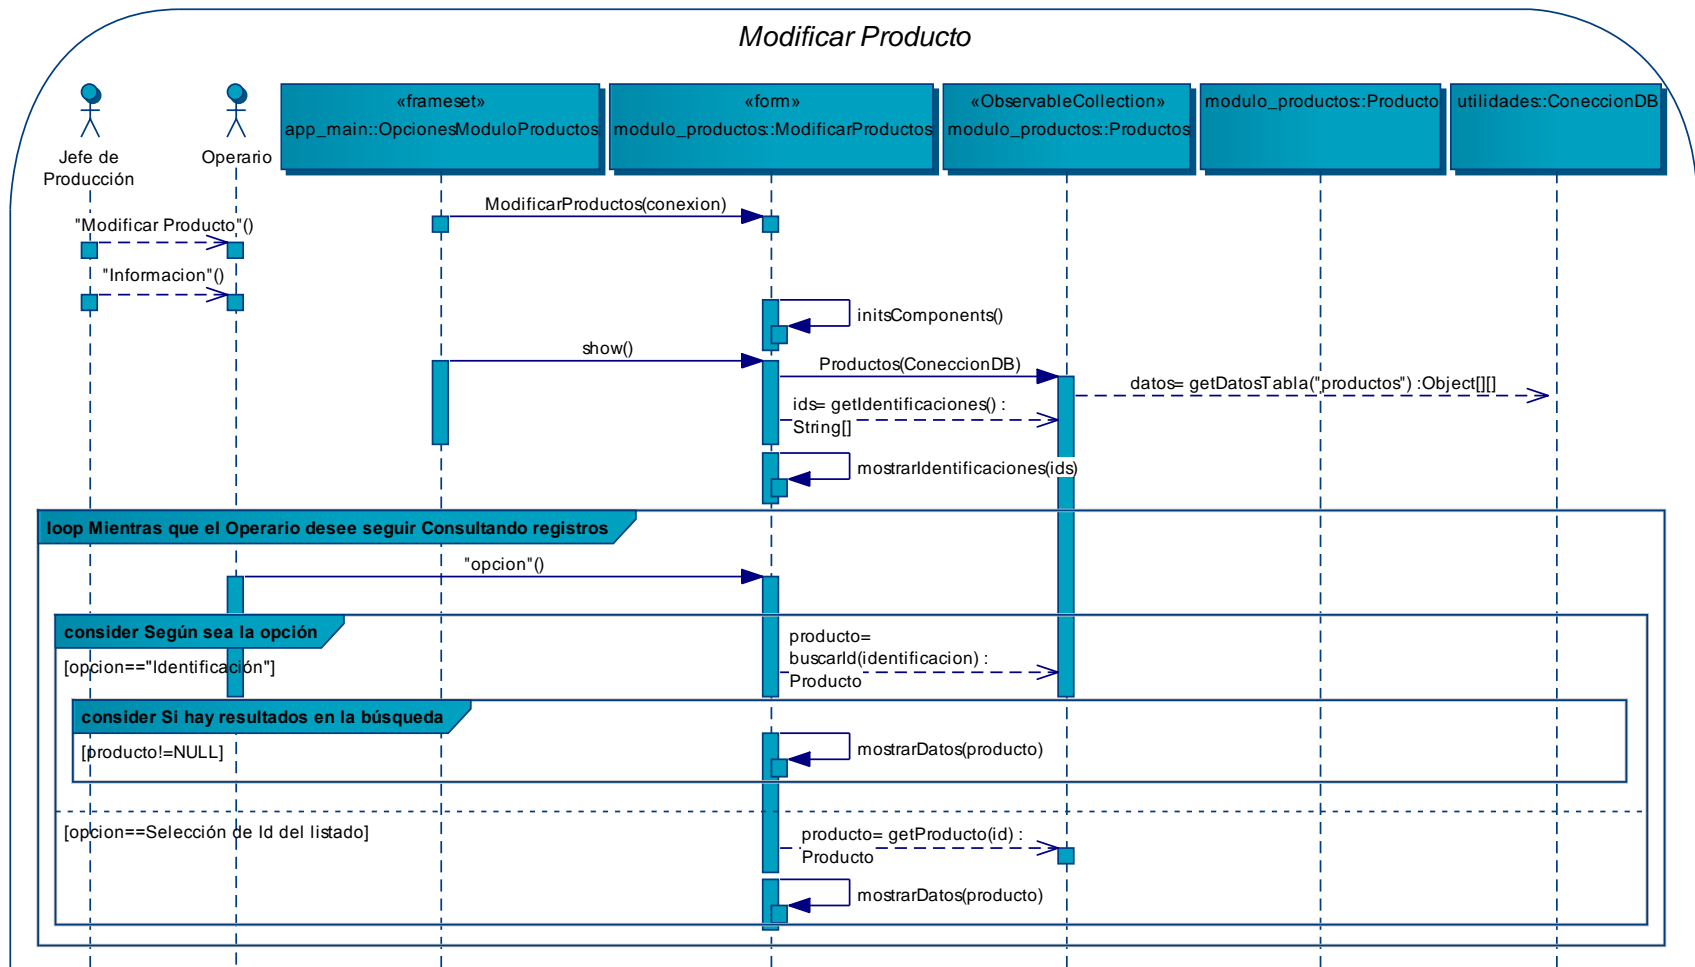 Modificar Producto
«frameset»
app_main::OpcionesModuloProductos
«form»
modulo_productos::ModificarProductos
«ObservableCollection»
modulo_productos::Productos
modulo_productos::Producto
utilidades::ConeccionDB
Jefe de
Producción
Operario
ModificarProductos(conexion)
"Modificar Producto"()
"Informacion"()
initsComponents()
show()
Productos(ConeccionDB)
datos= getDatosTabla("productos") :Object[][]
ids= getIdentificaciones() :
String[]
mostrarIdentificaciones(ids)
loop Mientras que el Operario desee seguir Consultando registros
"opcion"()
consider Según sea la opción
[opcion=="Identificación"]
producto=
buscarId(identificacion) :
Producto
consider Si hay resultados en la búsqueda
[producto!=NULL]
mostrarDatos(producto)
[opcion==Selección de Id del listado]
producto= getProducto(id) :
Producto
mostrarDatos(producto)